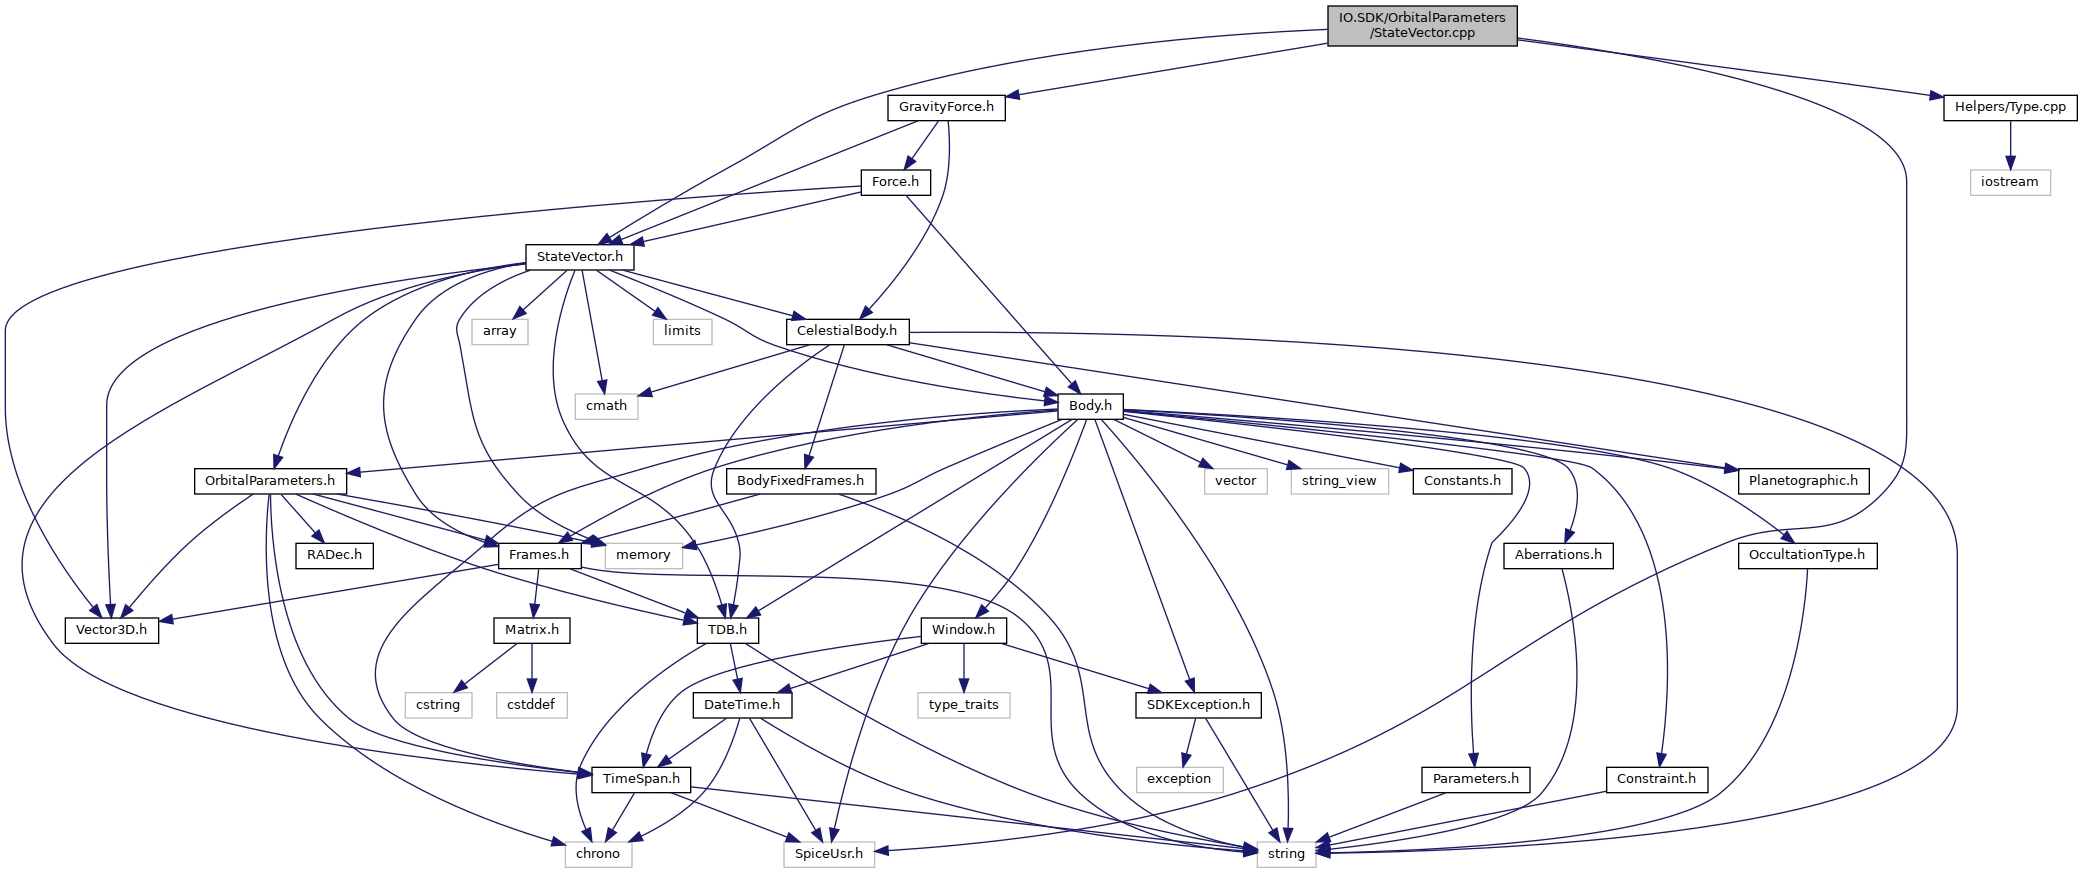 IO.SDK/OrbitalParameters
/StateVector.cpp
GravityForce.h
Helpers/Type.cpp
Force.h
iostream
StateVector.h
array
limits
CelestialBody.h
cmath
Body.h
OrbitalParameters.h
BodyFixedFrames.h
vector
string_view
Constants.h
Planetographic.h
RADec.h
Frames.h
memory
Aberrations.h
OccultationType.h
Vector3D.h
Matrix.h
TDB.h
Window.h
cstring
cstddef
DateTime.h
type_traits
SDKException.h
TimeSpan.h
exception
Parameters.h
Constraint.h
chrono
SpiceUsr.h
string